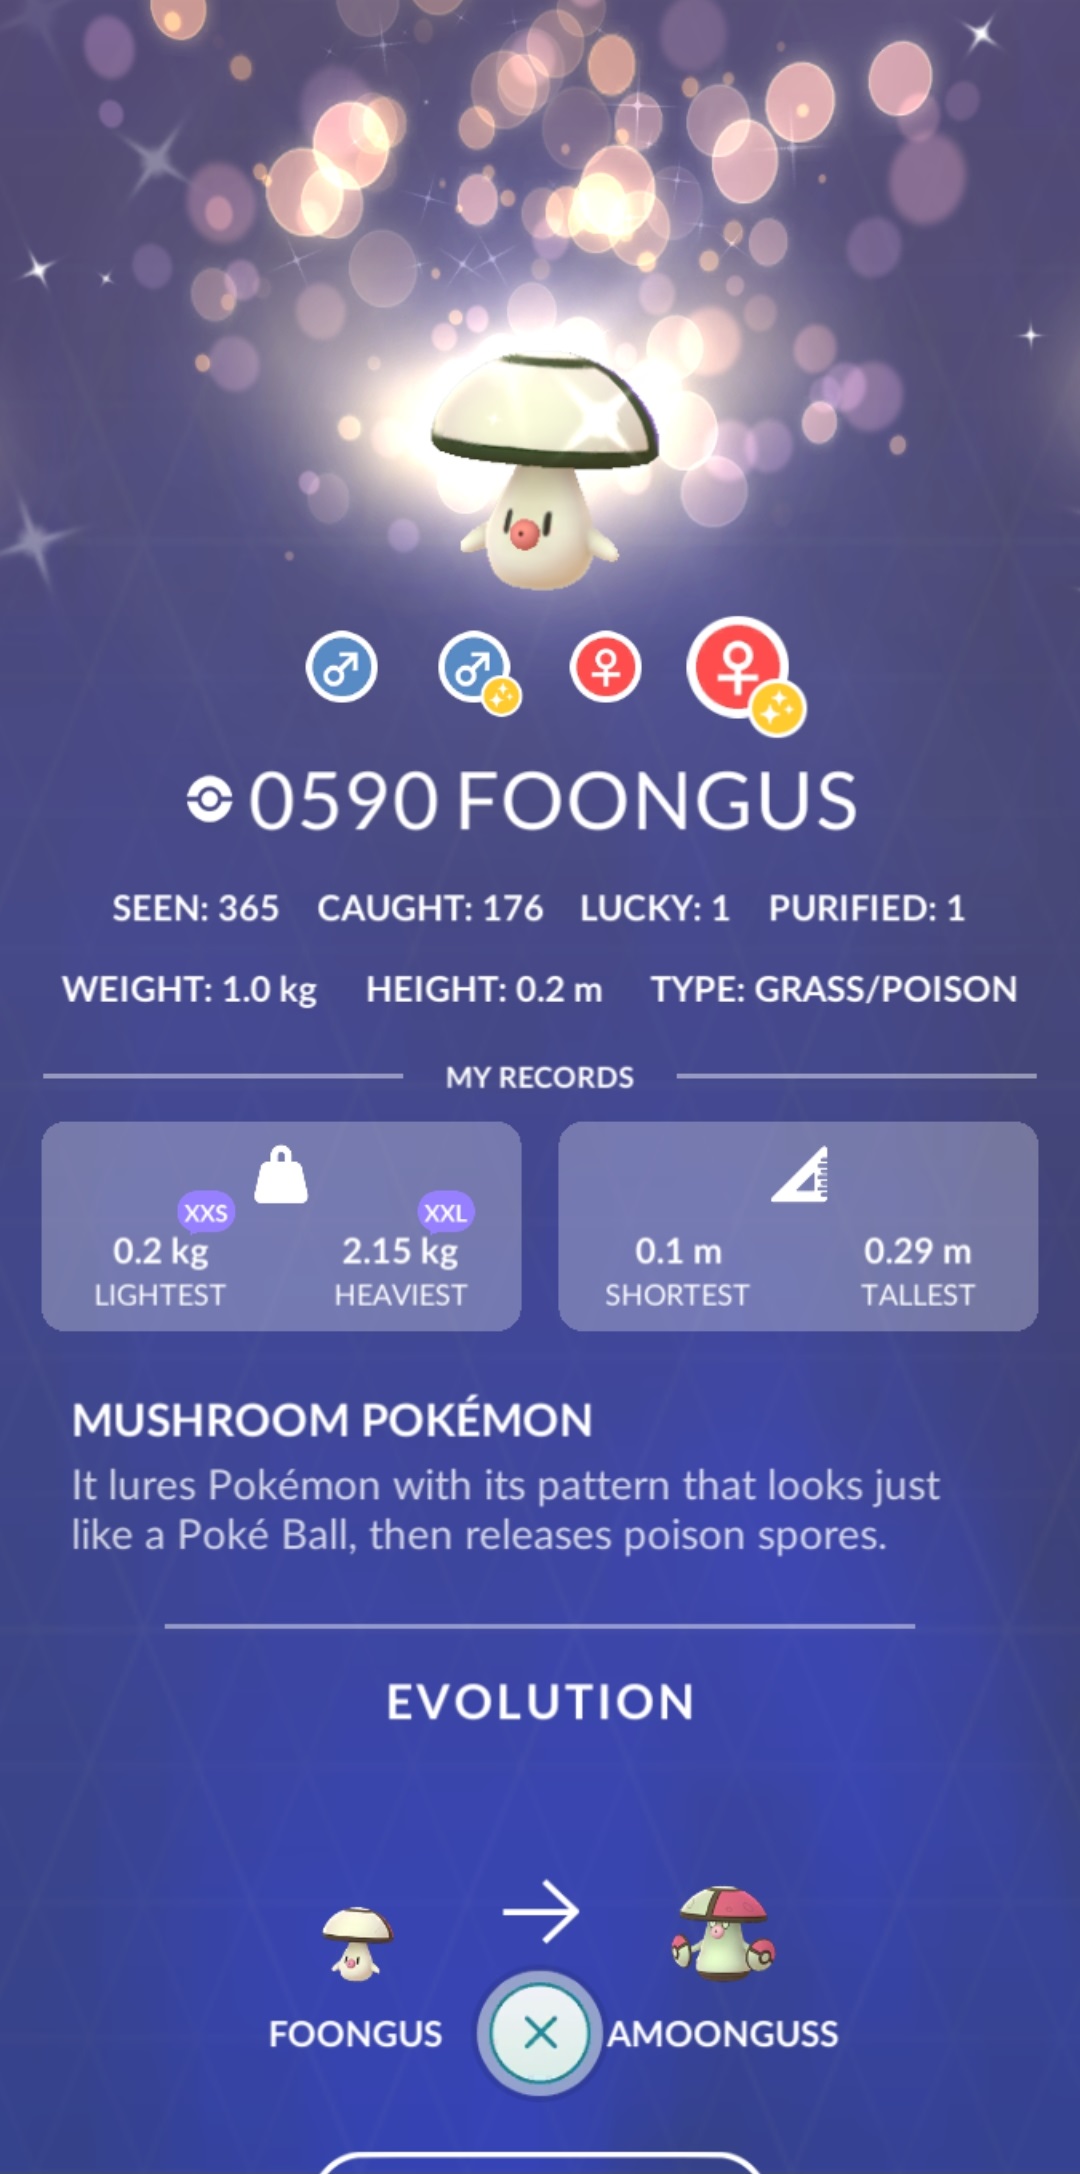 0590 FOONGUS
SEEN: 365 CAUGHT: 176 LUCKY: 1 PURIFIED: 1
WEIGHT: 1.0 kg HEIGHT: 0.2 m TYPE: GRASS/POISON
MY RECORDS
XXS XXL
0.2 kg 2.15 kg 0.1 m 0.29 m
LIGHTEST HEAVIEST SHORTEST TALLEST
MUSHROOM POKÉMON
It lures Pokémon with its pattern that looks just
like a Poké Ball, then releases poison spores.
EVOLUTION
FOONGUS AMOONGUSS